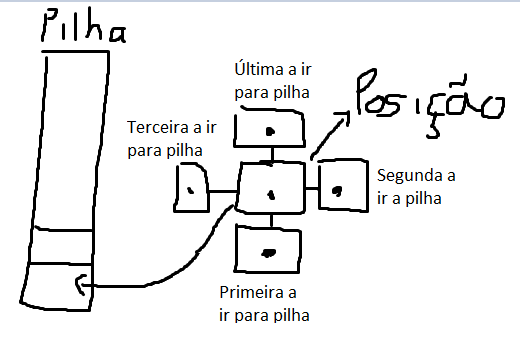 Pilha
Última a ir
para pilha
Posição
Terceira a ir
para pilha
Segunda a
ir a pilha
Primeira a
ir para pilha